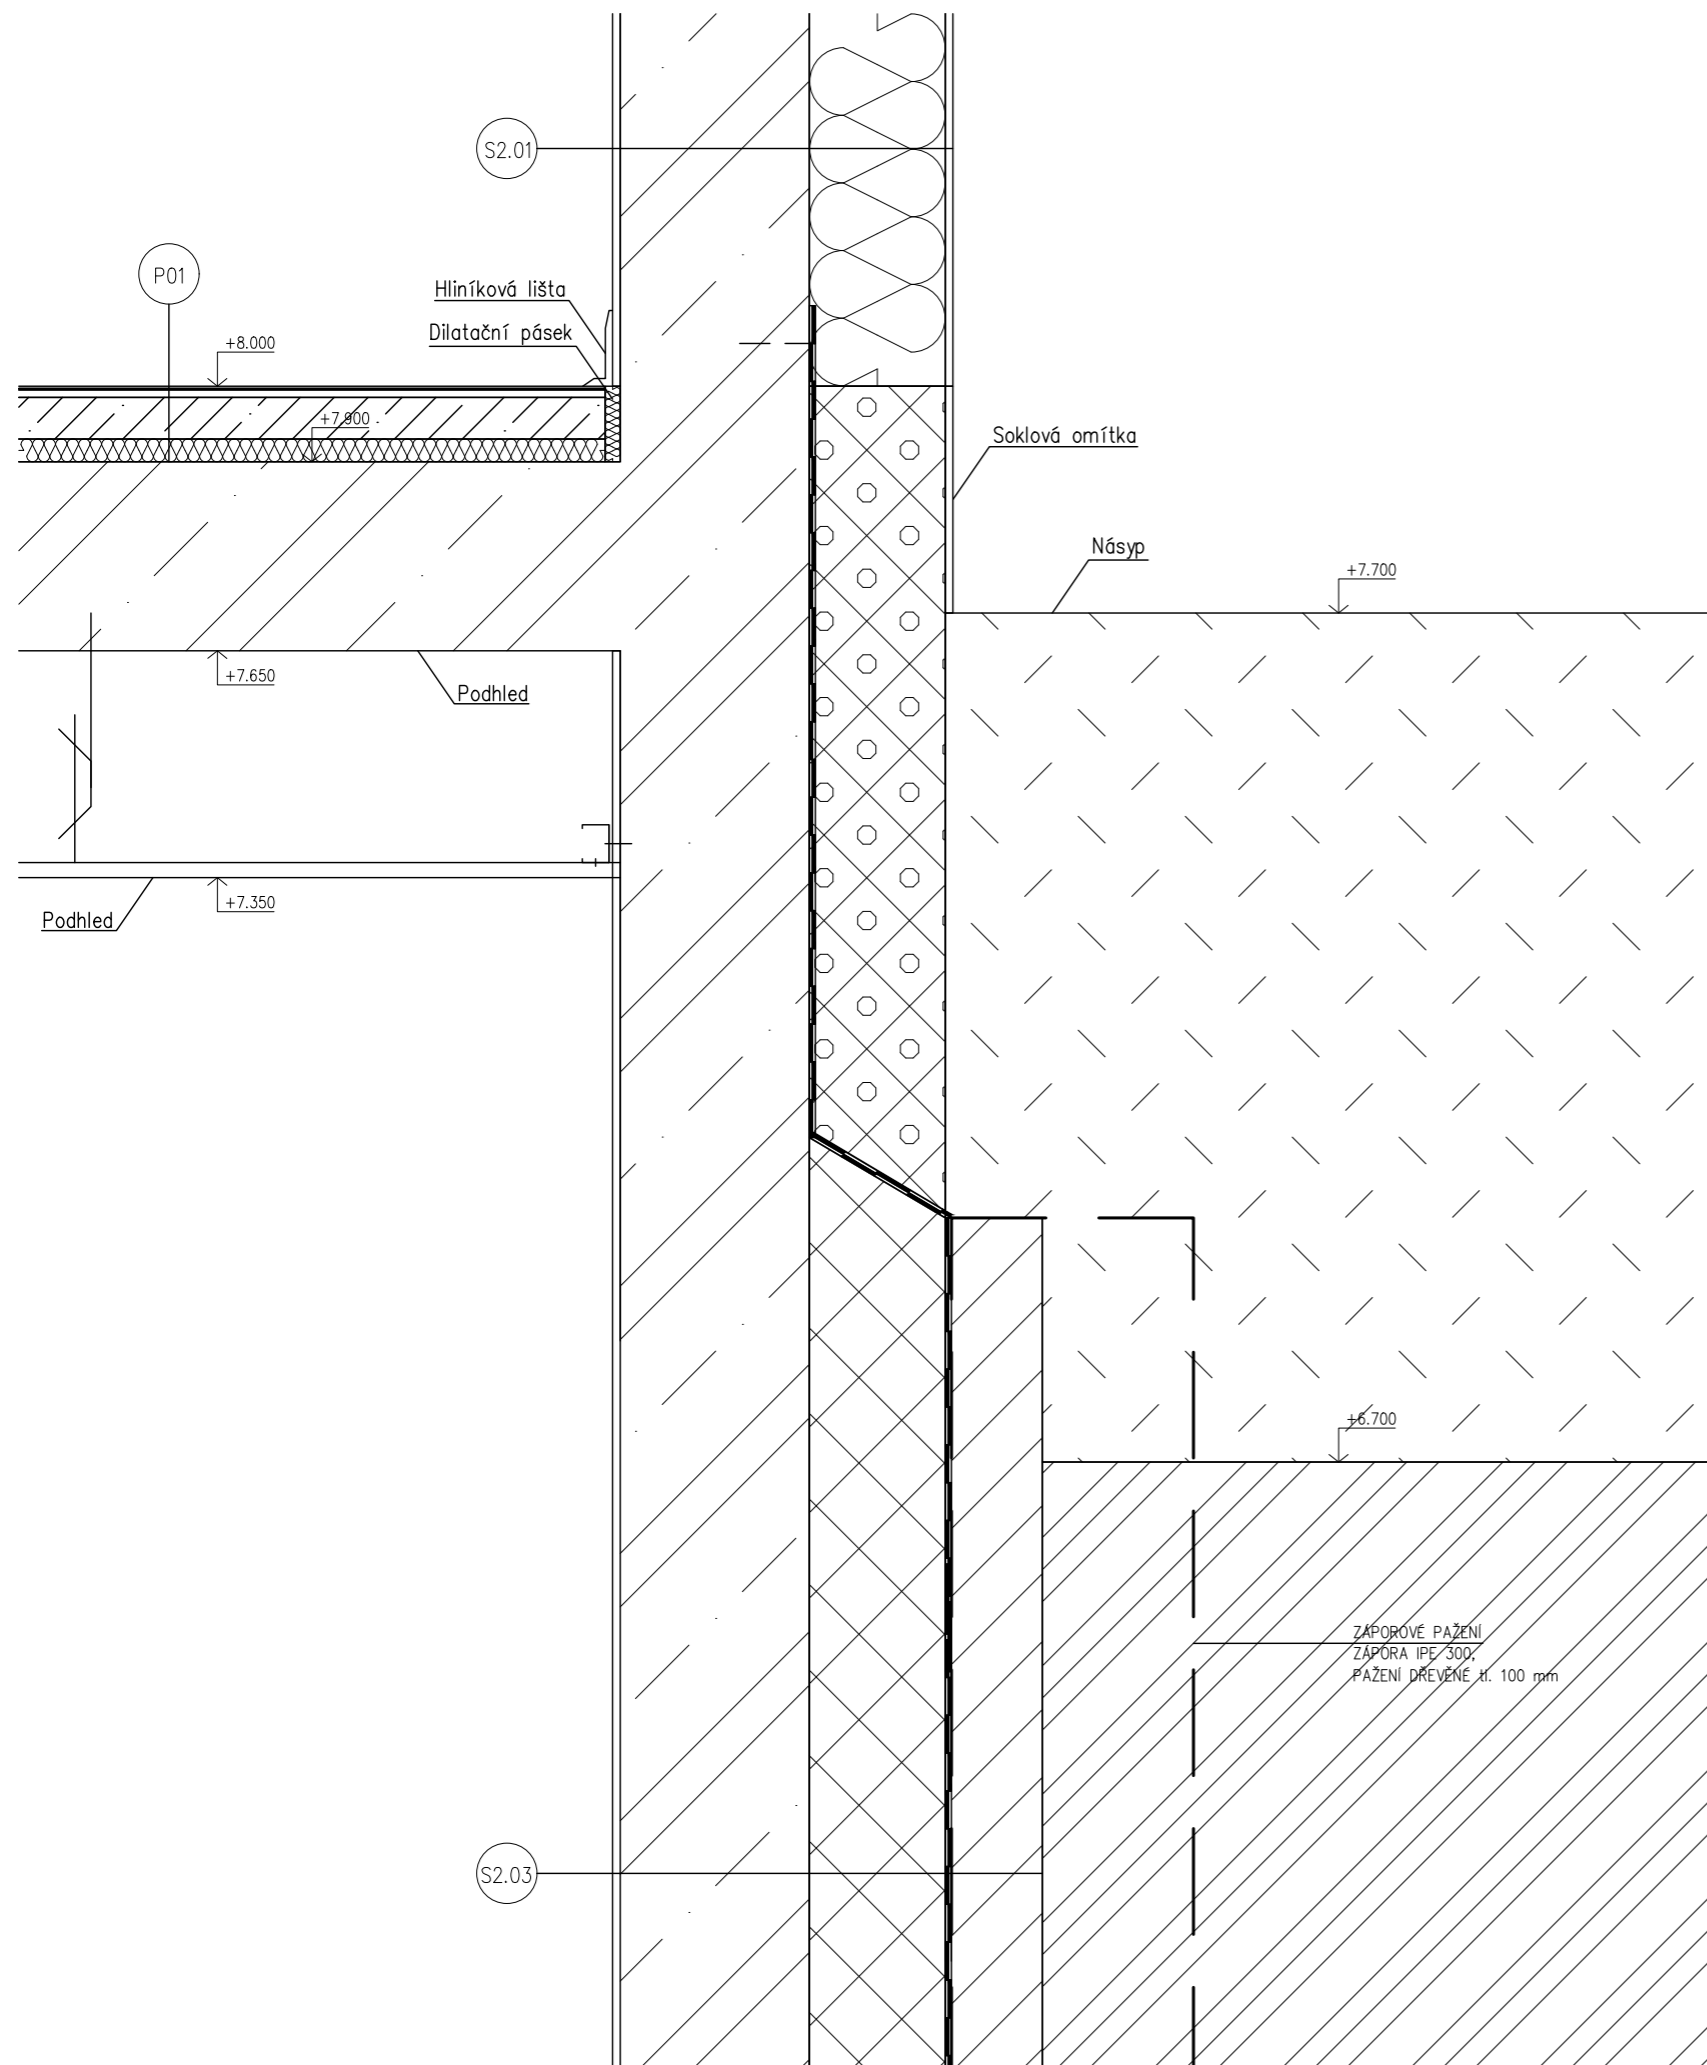 S2.01
P01
Hliníková lišta
Dilatační pásek
+8.000
+7.900
Soklová omítka
Násyp
+7.700
+7.650
Podhled
+7.350
Podhled
+6.700
ZÁPOROVÉ PAŽENÍ
ZÁPORA IPE 300,
PAŽENÍ DŘEVĚNÉ tl. 100 mm
S2.03